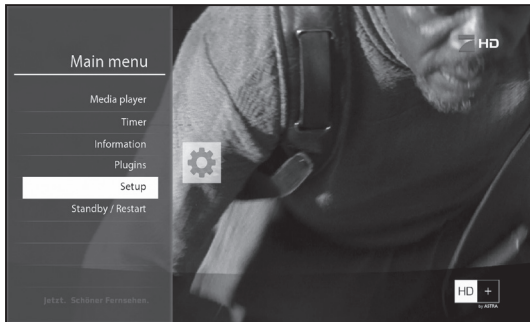 Main menu
Media player
Timer
Information
Plugins
Setup
Standby / Restart
Jetzt. Schöner Fernsehen.
HD
HD +
by ASTRA